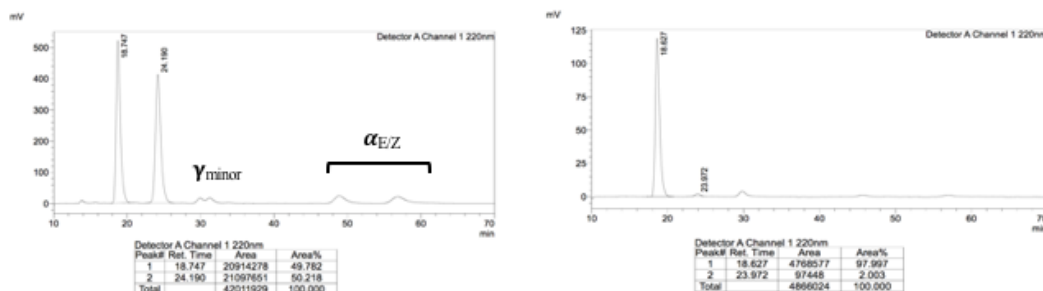 mV
Detector A Channel 1 220nm
500
400
300
200
100
0
18.747
24.190
γminor
αE/Z
10 20 30 40 50 60 70
min
Detector A Channel 1 220nm
Peak# Ret. Time Area Area%
1 18.747 20914278 49.782
2 24.190 21097651 50.218
Total 42011929 100.000
mV
Detector A Channel 1 220nm
125
100
75
50
25
0
18.627
23.972
10 20 30 40 50 60 70
min
Detector A Channel 1 220nm
Peak# Ret. Time Area Area%
1 18.627 4768577 97.997
2 23.972 97448 2.003
Total 4866024 100.000